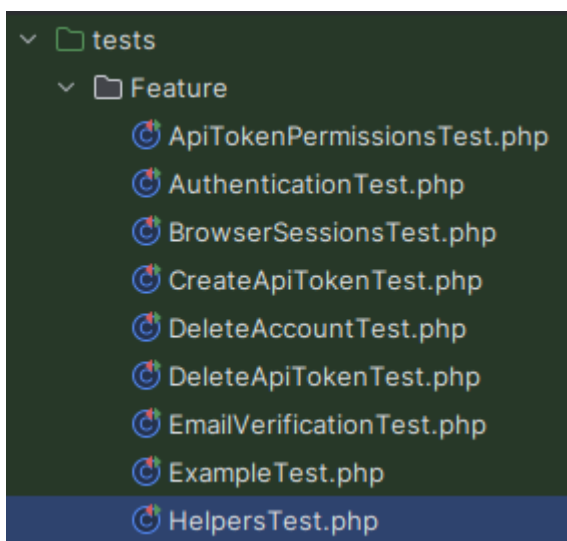 tests
Feature
ApiTokenPermissionsTest.php
AuthenticationTest.php
BrowserSessionsTest.php
CreateApiTokenTest.php
DeleteAccountTest.php
DeleteApiTokenTest.php
EmailVerificationTest.php
ExampleTest.php
HelpersTest.php